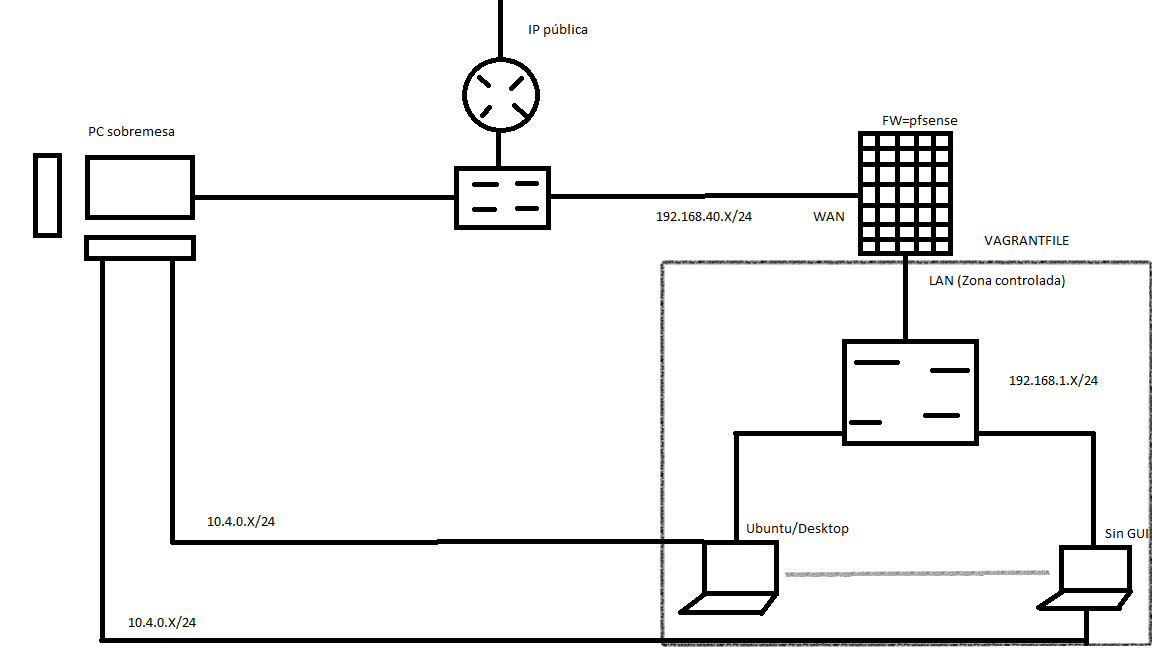 IP pública
FW=pfsense
PC sobremesa
192.168.40.X/24
WAN
VAGRANTFILE
LAN (Zona controlada)
192.168.1.X/24
10.4.0.X/24
Ubuntu/Desktop
Sin GUI
10.4.0.X/24